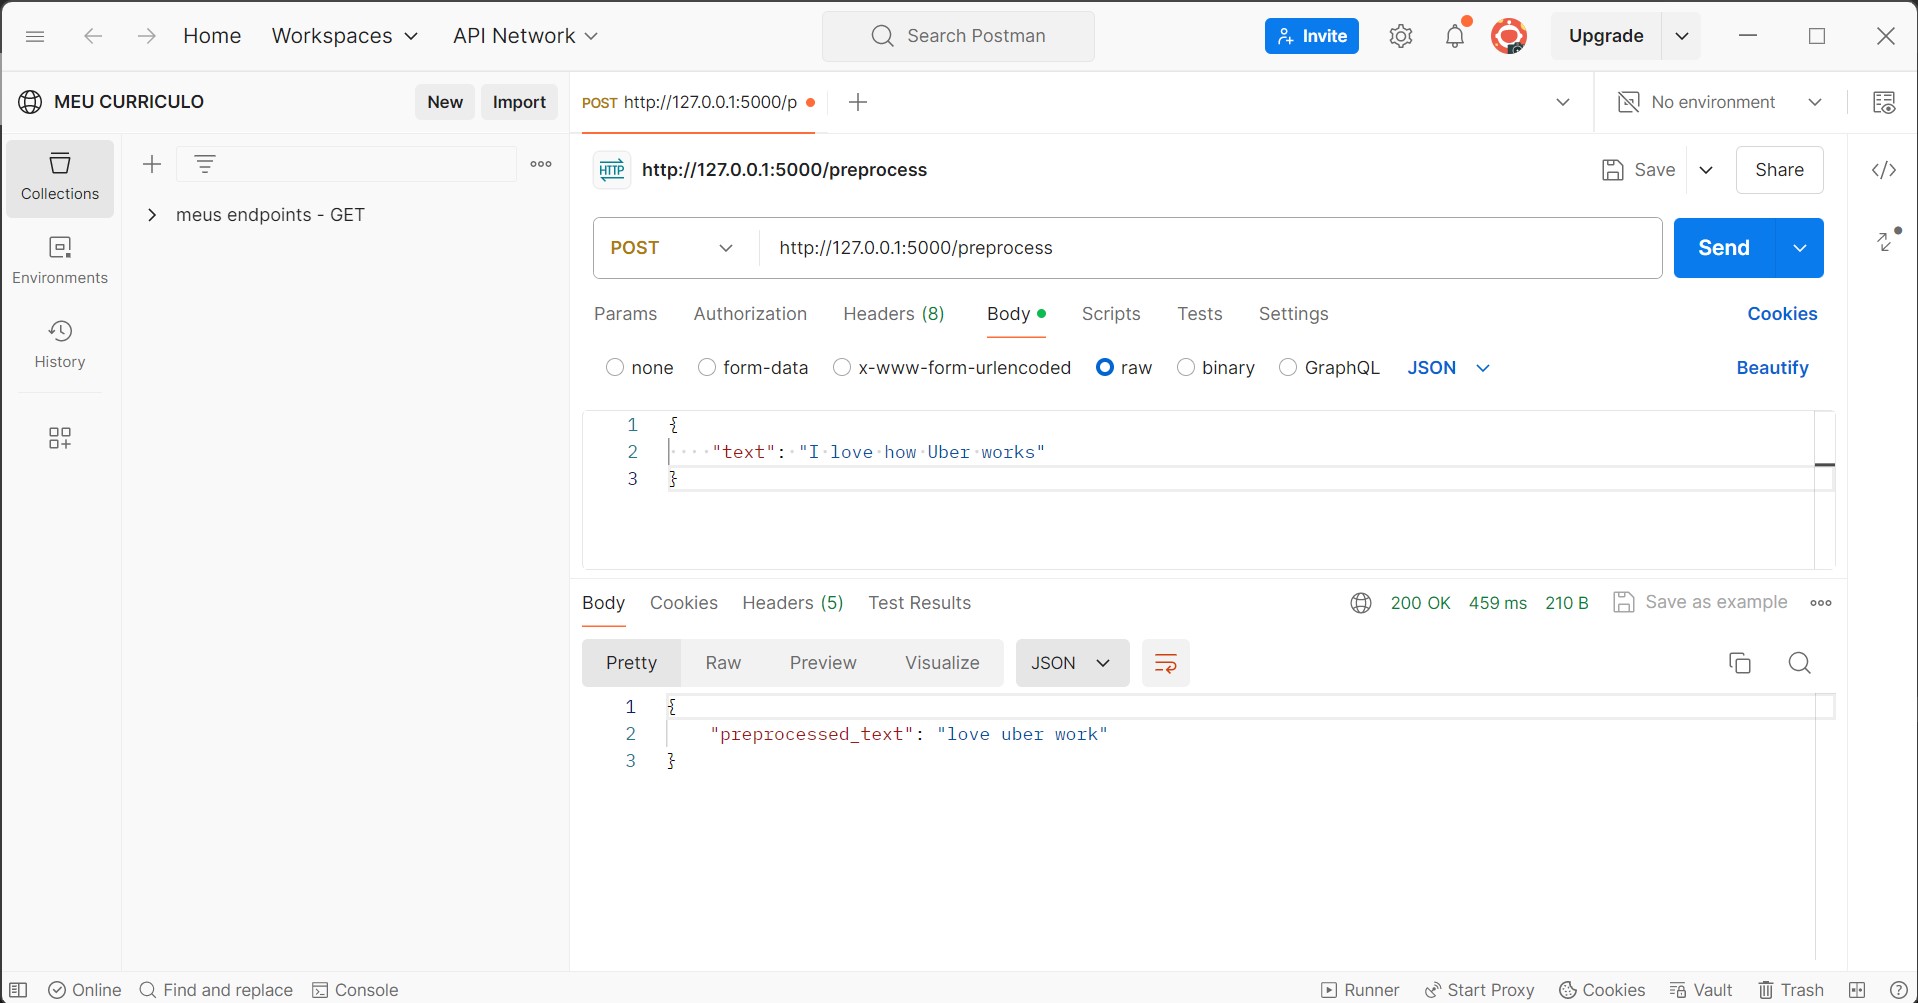 Home Workspaces API Network Search Postman Invite Upgrade
MEU CURRICULO New Import POST http://127.0.0.1:5000/p No environment
Collections
Environments
History
meus endpoints - GET
HTTP http://127.0.0.1:5000/preprocess Save Share
POST http://127.0.0.1:5000/preprocess Send
Params Authorization Headers (8) Body Scripts Tests Settings Cookies
none form-data x-www-form-urlencoded raw binary GraphQL JSON Beautify
1 {
2 "text": "I love how Uber works"
3 }
Body Cookies Headers (5) Test Results 200 OK 459 ms 210 B Save as example
Pretty Raw Preview Visualize JSON
1 {
2 "preprocessed_text": "love uber work"
3 }
Online Find and replace Console Runner Start Proxy Cookies Vault Trash